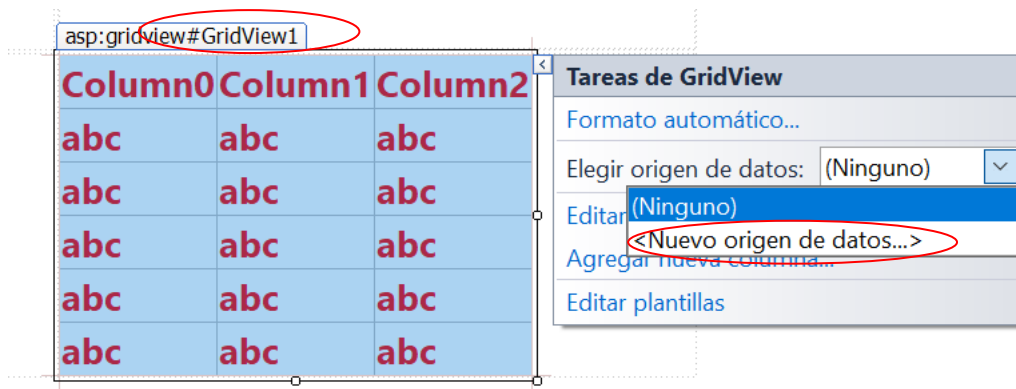 asp:gridview#GridView1
Column0 Column1 Column2
abc abc abc
abc abc abc
abc abc abc
abc abc abc
abc abc abc
Tareas de GridView
Formato automático...
Elegir origen de datos: (Ninguno)
(Ninguno)
Editar
<Nuevo origen de datos...>
Agregar nueva columna...
Editar plantillas